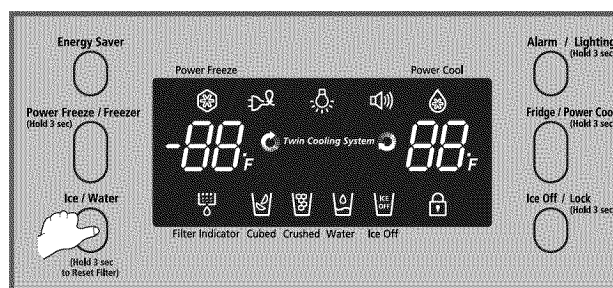 Energy Saver
Alarm / Lighting
(Hold 3 sec)
Power Freeze
Power Cool
Power Freeze / Freezer
(Hold 3 sec)
Fridge / Power Cool
(Hold 3 sec)
-88°F
Twin Cooling System
88°F
Ice / Water
ICE
OFF
Ice Off / Lock
(Hold 3 sec)
Filter Indicator Cubed Crushed Water Ice Off
(Hold 3 sec
to Reset Filter)